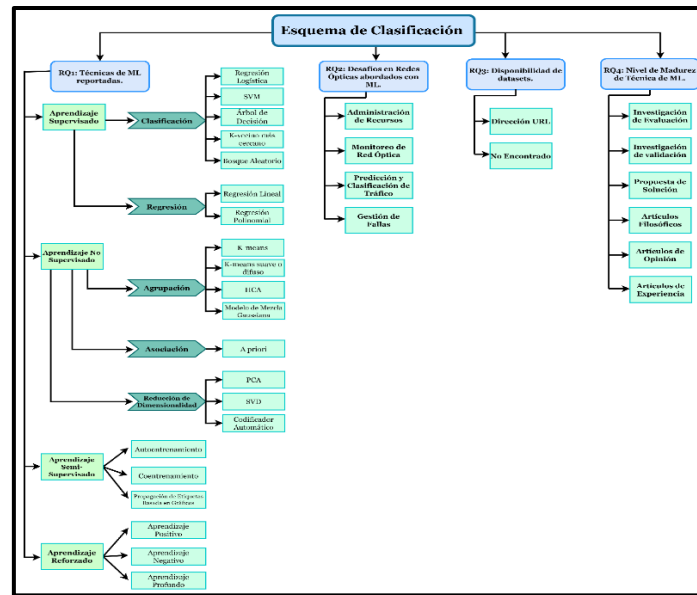 Esquema de Clasificación
RQ1: Técnicas de ML
reportadas.
RQ2: Desafíos en Redes
Ópticas abordados con
ML.
RQ3: Disponibilidad de
datasets.
RQ4: Nivel de Madurez
de Técnica de ML.
Aprendizaje
Supervisado
Clasificación
Regresión
Logística
SVM
Árbol de
Decisión
K-vecino más
cercano
Bosque Aleatorio
Regresión
Regresión Lineal
Regresión
Polinomial
Aprendizaje No
Supervisado
Agrupación
K-means
K-means suave o
difuso
HCA
Modelo de Mezcla
Gaussiana
Asociación
A priori
Reducción de
Dimensionalidad
PCA
SVD
Codificador
Automático
Aprendizaje
Semi-
Supervisado
Autoentrenamiento
Coentrenamiento
Propagación de Etiquetas
Basada en Gráficos
Aprendizaje
Reforzado
Aprendizaje
Positivo
Aprendizaje
Negativo
Aprendizaje
Profundo
Administración
de Recursos
Monitoreo de
Red Óptica
Predicción y
Clasificación de
Tráfico
Gestión de
Fallas
Dirección URL
No Encontrado
Investigación de
Evaluación
Investigación
de validación
Propuesta de
Solución
Artículos
Filosóficos
Artículos de
Opinión
Artículos de
Experiencia